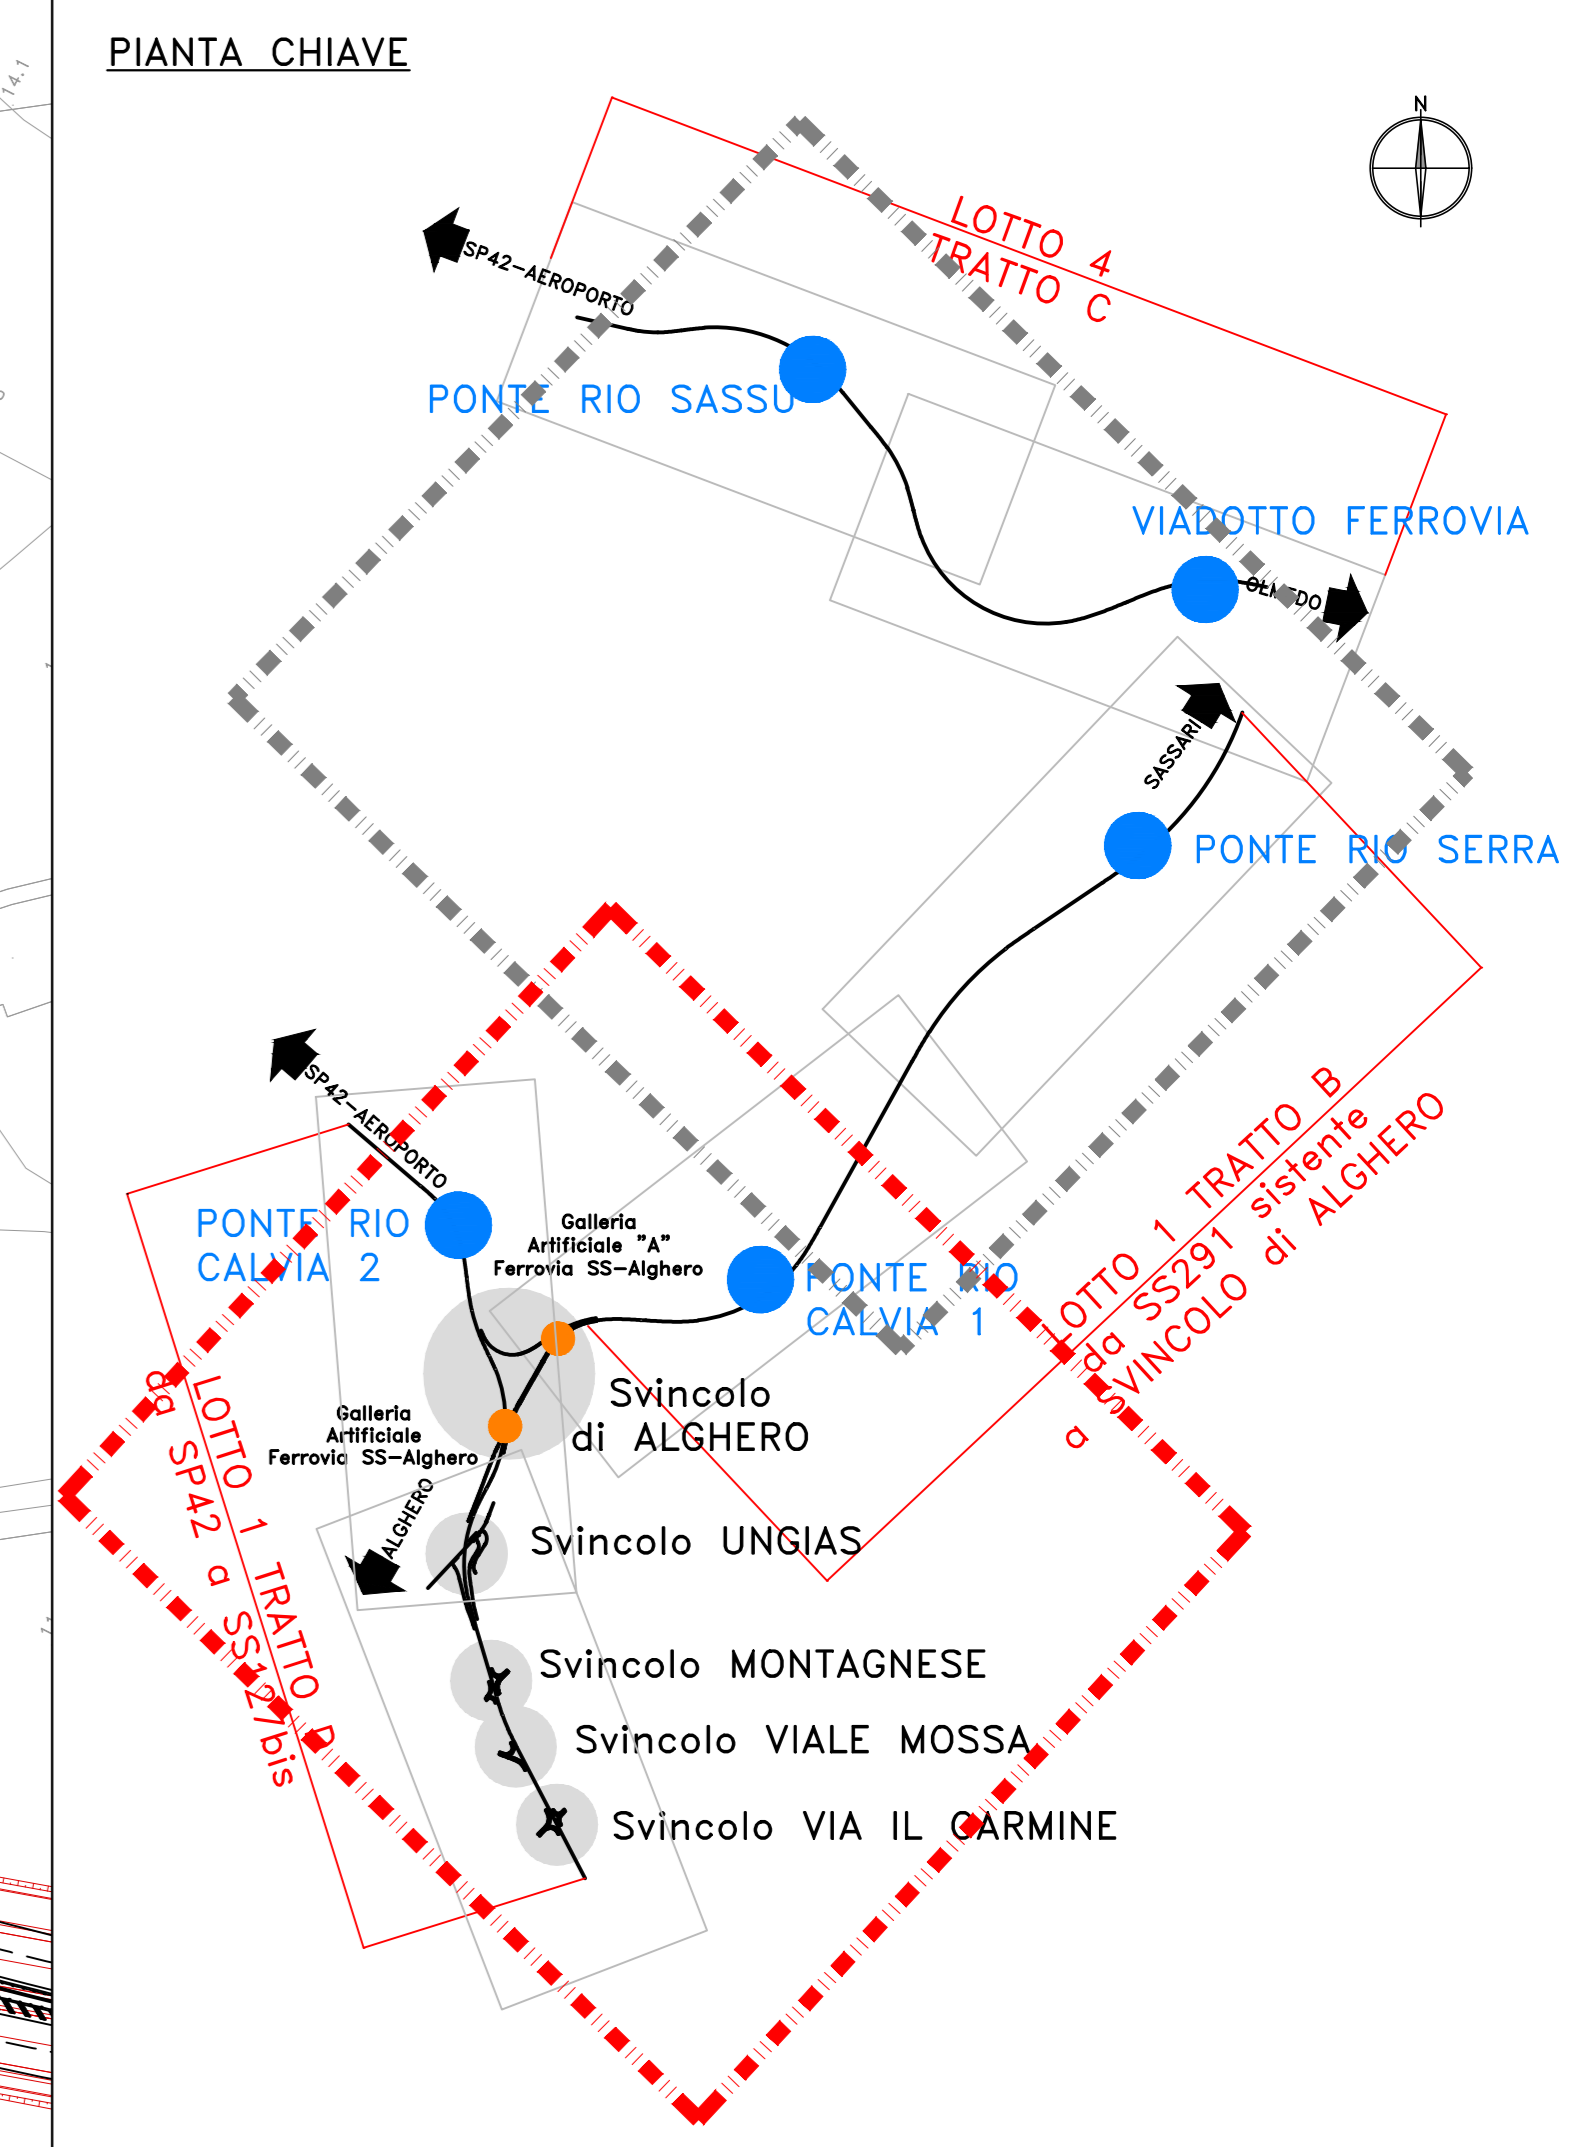 PIANTA CHIAVE
14.1
N
LOTTO 4
TRATTO C
SP42-AEROPORTO
PONTE RIO SASSU
VIADOTTO FERROVIA
OLMEDO
SASSARI
PONTE RIO SERRA
SP42-AEROPORTO
PONTE RIO
CALVIA 2
Galleria
Artificiale "A"
Ferrovia SS-Alghero
PONTE RIO
CALVIA 1
LOTTO 1 TRATTO B
da SS291 sistente
a SVINCOLO di ALGHERO
Svincolo
di ALGHERO
Galleria
Artificiale
Ferrovia SS-Alghero
ALGHERO
LOTTO 1 TRATTO D
da SP42 a SS127bis
Svincolo UNGIAS
Svincolo MONTAGNESE
Svincolo VIALE MOSSA
Svincolo VIA IL CARMINE